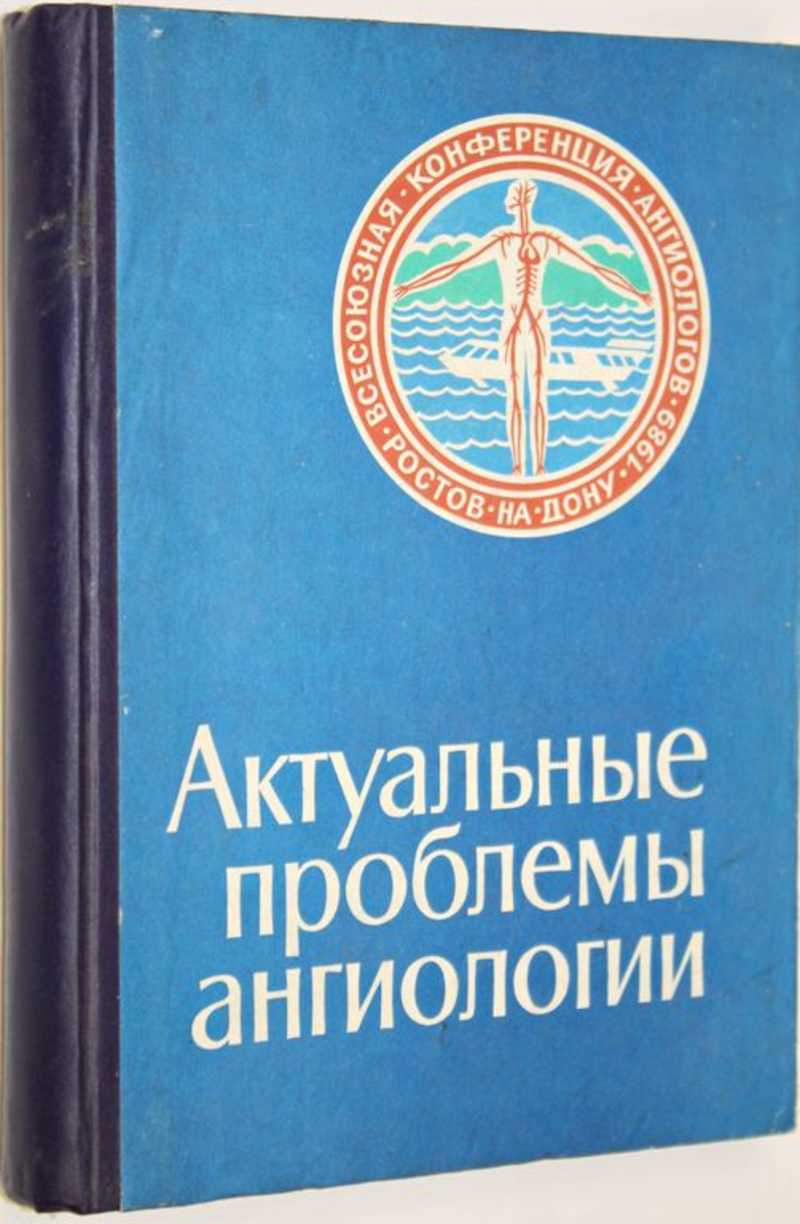 ВСЕСОЮЗНАЯ · КОНФЕРЕНЦИЯ · АНГИОЛОГОВ · 1989 ·
РОСТОВ · НА · ДОНУ ·
Актуальные
проблемы
ангиологии